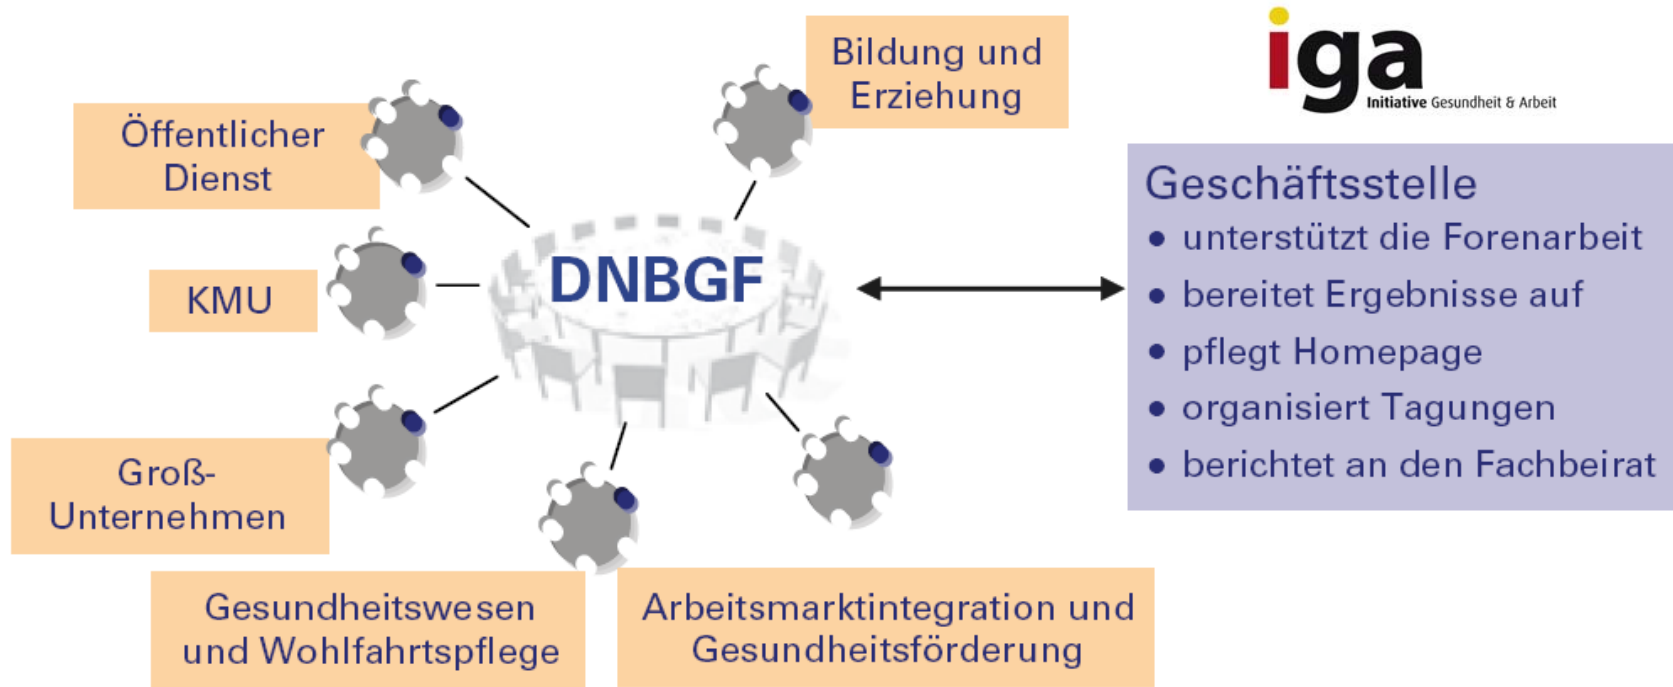 Bildung und
Erziehung
iga
Initiative Gesundheit & Arbeit
Öffentlicher
Dienst
DNBGF
KMU
Groß-
Unternehmen
Gesundheitswesen
und Wohlfahrtspflege
Arbeitsmarktintegration und
Gesundheitsförderung
Geschäftsstelle
• unterstützt die Forenarbeit
• bereitet Ergebnisse auf
• pflegt Homepage
• organisiert Tagungen
• berichtet an den Fachbeirat